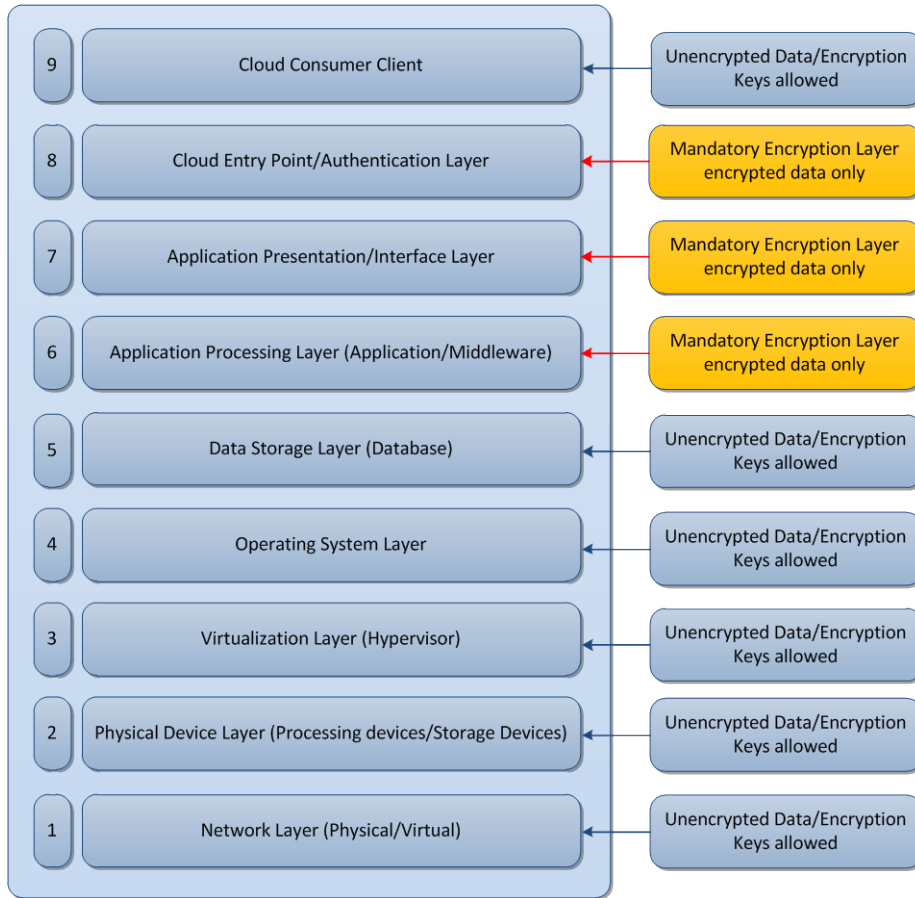 9
Cloud Consumer Client
Unencrypted Data/Encryption
Keys allowed
8
Cloud Entry Point/Authentication Layer
Mandatory Encryption Layer
encrypted data only
7
Application Presentation/Interface Layer
Mandatory Encryption Layer
encrypted data only
6
Application Processing Layer (Application/Middleware)
Mandatory Encryption Layer
encrypted data only
5
Data Storage Layer (Database)
Unencrypted Data/Encryption
Keys allowed
4
Operating System Layer
Unencrypted Data/Encryption
Keys allowed
3
Virtualization Layer (Hypervisor)
Unencrypted Data/Encryption
Keys allowed
2
Physical Device Layer (Processing devices/Storage Devices)
Unencrypted Data/Encryption
Keys allowed
1
Network Layer (Physical/Virtual)
Unencrypted Data/Encryption
Keys allowed